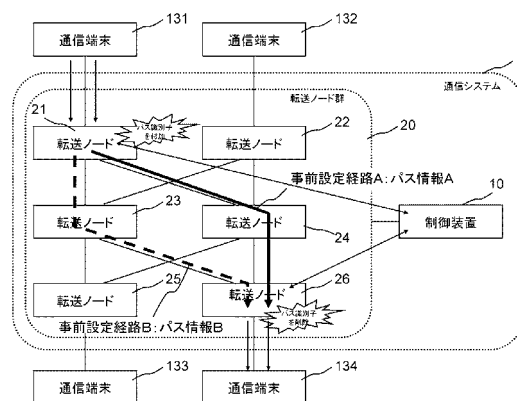 131
132
通信端末
通信端末
通信システム
転送ノード群
21
パス識別子
を付加
22
20
転送ノード
転送ノード
事前設定経路A：パス情報A
10
23
転送ノード
転送ノード
制御装置
24
25
26
転送ノード
転送ノード
パス識別子
を削除
事前設定経路B：パス情報B
133
134
通信端末
通信端末